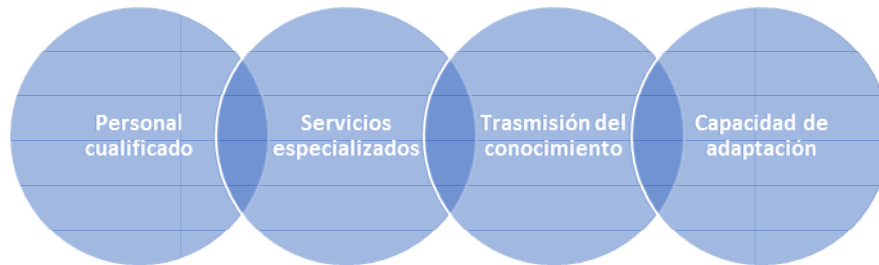 Personal
cualificado
Servicios
especializados
Trasmisión del
conocimiento
Capacidad de
adaptación